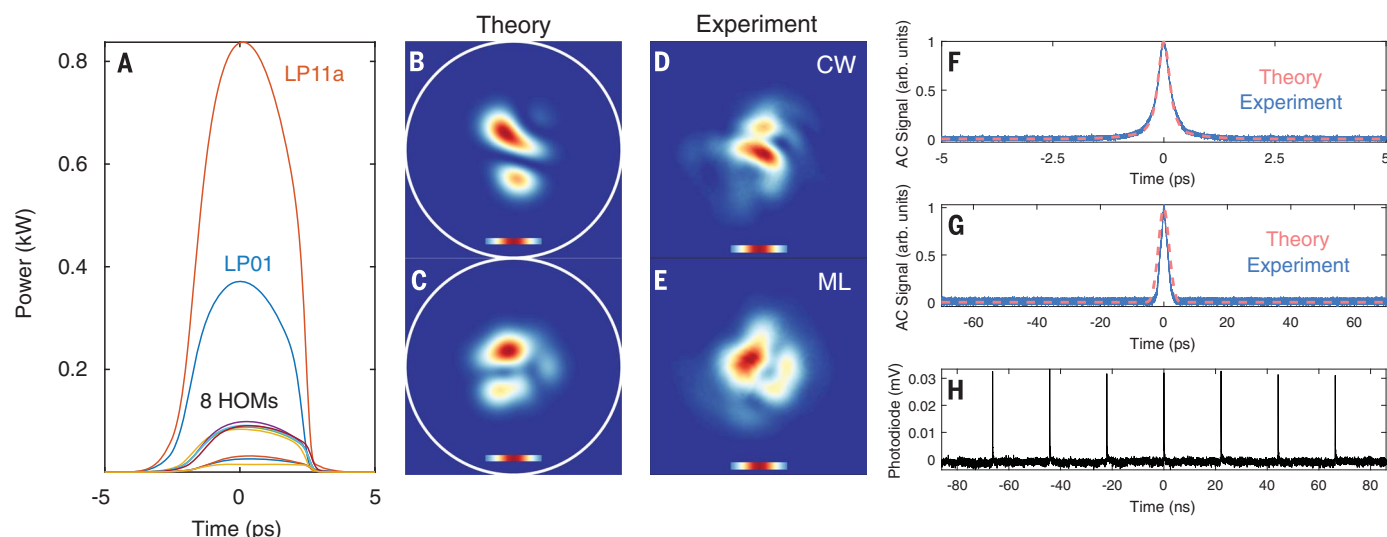 Theory
Experiment
A
LP11a
LP01
8 HOMs
Power (kW)
0.8
0.6
0.4
0.2
-5
0
5
Time (ps)
B
C
D
CW
E
ML
F
Theory
Experiment
AC Signal (arb. units)
1
0.5
0
-5
-2.5
0
2.5
5
Time (ps)
G
Theory
Experiment
AC Signal (arb. units)
1
0.5
0
-60
-40
-20
0
20
40
60
Time (ps)
H
Photodiode (mV)
0.03
0.02
0.01
0
-80
-60
-40
-20
0
20
40
60
80
Time (ns)